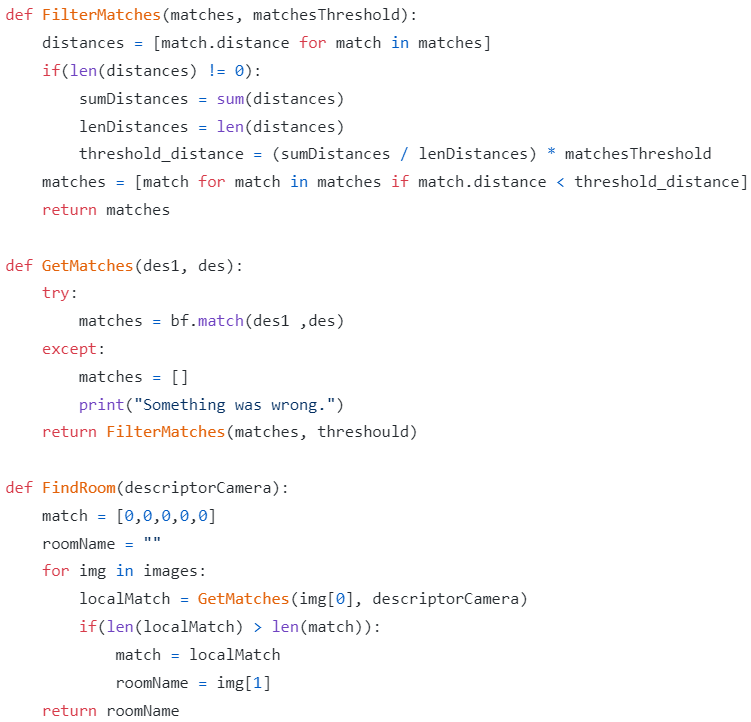 def FilterMatches(matches, matchesThreshold):
    distances = [match.distance for match in matches]
    if(len(distances) != 0):
        sumDistances = sum(distances)
        lenDistances = len(distances)
        threshold_distance = (sumDistances / lenDistances) * matchesThreshold
    matches = [match for match in matches if match.distance < threshold_distance]
    return matches

def GetMatches(des1, des):
    try:
        matches = bf.match(des1 ,des)
    except:
        matches = []
        print("Something was wrong.")
    return FilterMatches(matches, threshould)

def FindRoom(descriptorCamera):
    match = [0,0,0,0,0]
    roomName = ""
    for img in images:
        localMatch = GetMatches(img[0], descriptorCamera)
        if(len(localMatch) > len(match)):
            match = localMatch
            roomName = img[1]
    return roomName